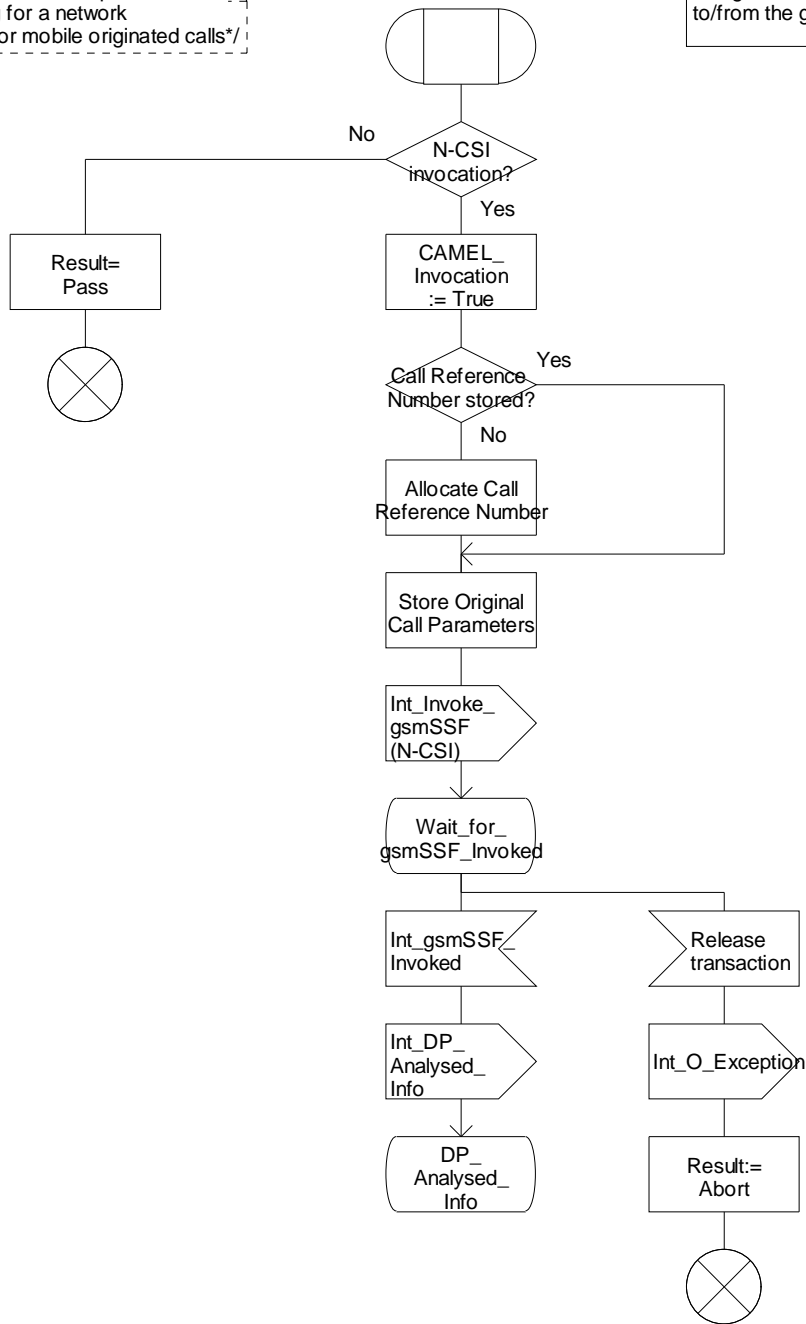 for a network
or mobile originated calls*/
to/from the g
No
N-CSI
invocation?
Yes
Result=
Pass
CAMEL_
Invocation
:= True
Call Reference
Number stored?
Yes
No
Allocate Call
Reference Number
Store Original
Call Parameters
Int_Invoke_
gsmSSF
(N-CSI)
Wait_for_
gsmSSF_Invoked
Int_gsmSSF_
Invoked
Release
transaction
Int_DP_
Analysed_
Info
Int_O_Exception
DP_
Analysed_
Info
Result:=
Abort